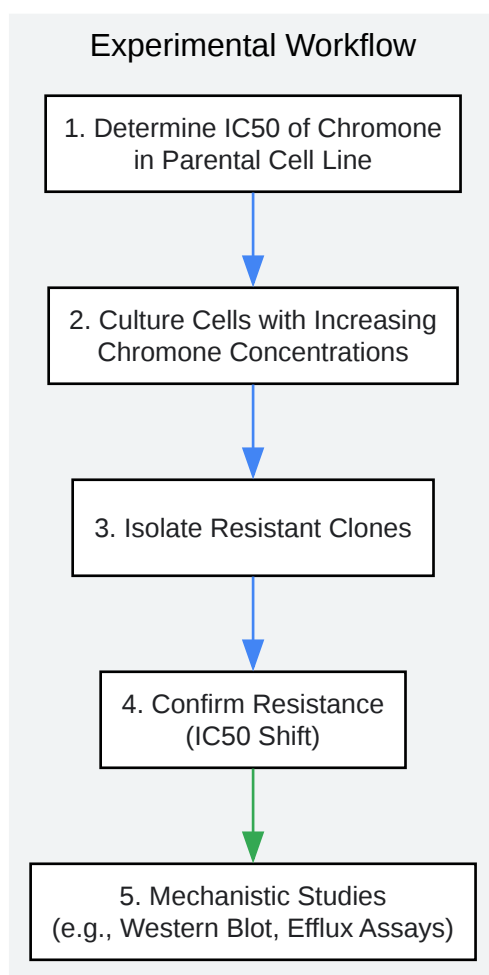 Experimental Workflow
1. Determine IC50 of Chromone
in Parental Cell Line
2. Culture Cells with Increasing
Chromone Concentrations
3. Isolate Resistant Clones
4. Confirm Resistance
(IC50 Shift)
5. Mechanistic Studies
(e.g., Western Blot, Efflux Assays)